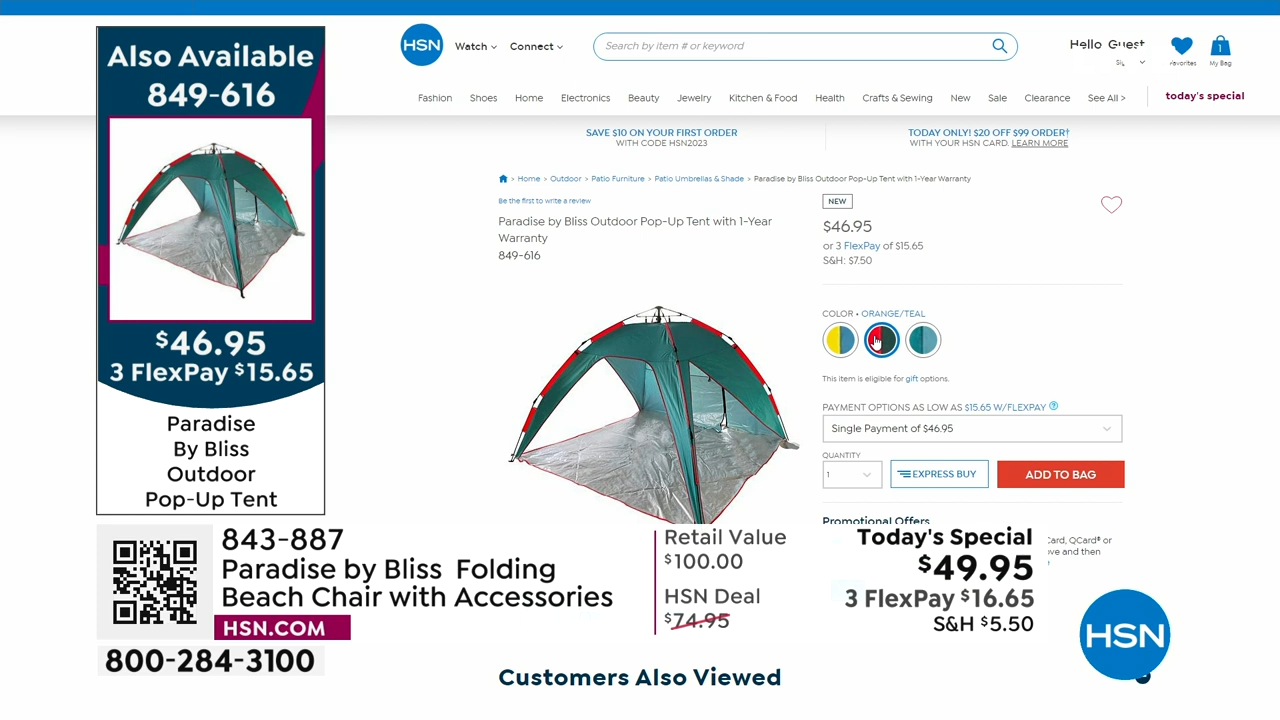 Also Available
849-616
$46.95
3 FlexPay $15.65
Paradise
By Bliss
Outdoor
Pop-Up Tent
HSN
Watch
Connect
Search by item # or keyword
Hello Guest
Favorites
1
My Bag
Fashion Shoes Home Electronics Beauty Jewelry Kitchen & Food Health Crafts & Sewing New Sale Clearance See All > today's special
SAVE $10 ON YOUR FIRST ORDER
WITH CODE HSN2023
TODAY ONLY! $20 OFF $99 ORDER†
WITH YOUR HSN CARD. LEARN MORE
> Home > Outdoor > Patio Furniture > Patio Umbrellas & Shade > Paradise by Bliss Outdoor Pop-Up Tent with 1-Year Warranty
Be the first to write a review
Paradise by Bliss Outdoor Pop-Up Tent with 1-Year
Warranty
849-616
NEW
$46.95
or 3 FlexPay of $15.65
S&H: $7.50
COLOR • ORANGE/TEAL
This item is eligible for gift options.
PAYMENT OPTIONS AS LOW AS $15.65 W/FLEXPAY ?
Single Payment of $46.95
QUANTITY
1
EXPRESS BUY
ADD TO BAG
Promotional Offers
Card, QCard® or
ove and then
843-887
Paradise by Bliss Folding
Beach Chair with Accessories
HSN.COM
800-284-3100
Retail Value
$100.00
HSN Deal
$74.95
Today's Special
$49.95
3 FlexPay $16.65
S&H $5.50
HSN
Customers Also Viewed